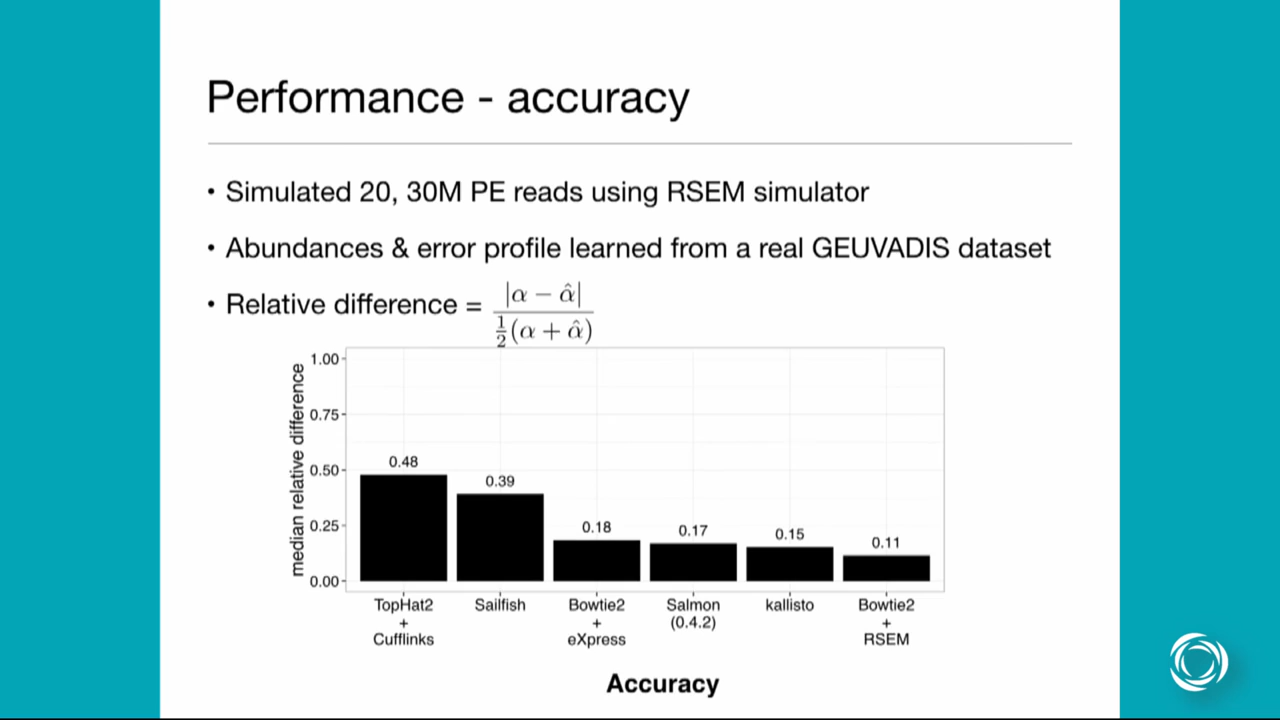 Performance - accuracy
• Simulated 20, 30M PE reads using RSEM simulator
• Abundances & error profile learned from a real GEUVADIS dataset
• Relative difference = |α − α̂| / ½(α + α̂)
median relative difference
1.00
0.75
0.50
0.25
0.00
0.48
0.39
0.18
0.17
0.15
0.11
TopHat2 + Cufflinks
Sailfish
Bowtie2 + eXpress
Salmon (0.4.2)
kallisto
Bowtie2 + RSEM
Accuracy